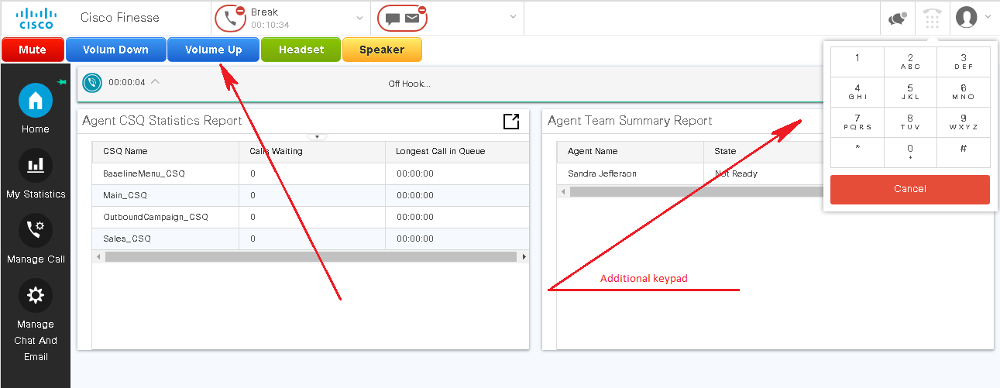 CISCO
Cisco Finesse
Break
00:10:34
Mute
Volum Down
Volume Up
Headset
Speaker
00:00:04
Off Hook...
1
2
ABC
3
DEF
4
GHI
5
JKL
6
MNO
7
PQRS
8
TUV
9
WXYZ
*
0
+
#
Cancel
Home
My Statistics
Manage Call
Manage
Chat And
Email
Agent CSQ Statistics Report
CSQ Name Calls Waiting Longest Call in Queue
BaselineMenu_CSQ 0 00:00:00
Main_CSQ 0 00:00:00
OutboundCampaign_CSQ 0 00:00:00
Sales_CSQ 0 00:00:00
Agent Team Summary Report
Agent Name State
Sandra Jefferson Not Ready
Additional keypad